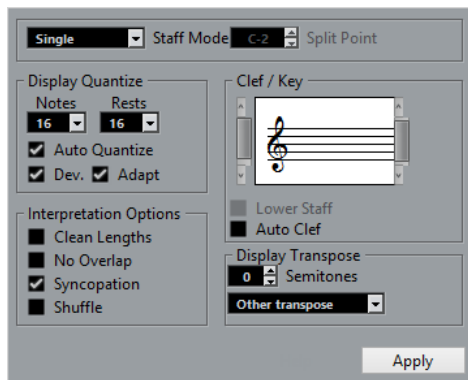 Single Staff Mode C-2 Split Point
Display Quantize
Notes Rests
16 16
Auto Quantize
Dev. Adapt
Interpretation Options
Clean Lengths
No Overlap
Syncopation
Shuffle
Clef / Key
Lower Staff
Auto Clef
Display Transpose
0 Semitones
Other transpose
Apply